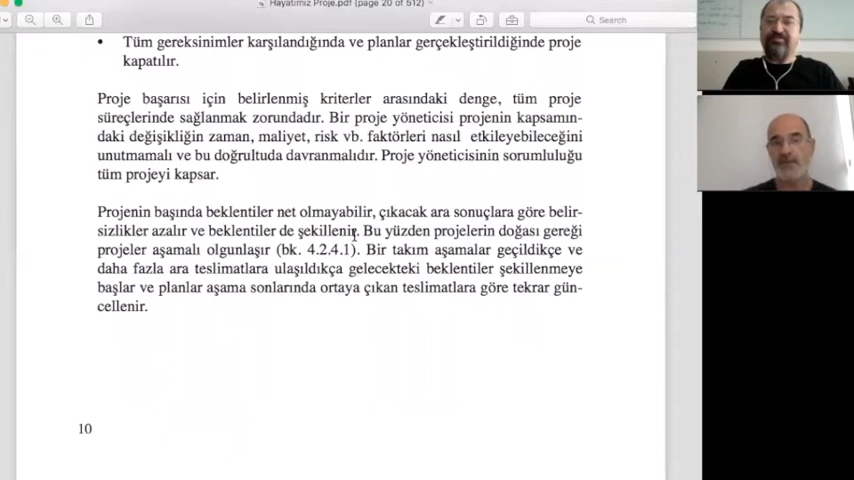 Hayatımız Proje.pdf (page 20 of 512)
Search
• Tüm gereksinimler karşılandığında ve planlar gerçekleştirildiğinde proje
kapatılır.
Proje başarısı için belirlenmiş kriterler arasındaki denge, tüm proje
süreçlerinde sağlanmak zorundadır. Bir proje yöneticisi projenin kapsamın-
daki değişikliğin zaman, maliyet, risk vb. faktörleri nasıl etkileyebileceğini
unutmamalı ve bu doğrultuda davranmalıdır. Proje yöneticisinin sorumluluğu
tüm projeyi kapsar.
Projenin başında beklentiler net olmayabilir, çıkacak ara sonuçlara göre belir-
sizlikler azalır ve beklentiler de şekillenir. Bu yüzden projelerin doğası gereği
projeler aşamalı olgunlaşır (bk. 4.2.4.1). Bir takım aşamalar geçildikçe ve
daha fazla ara teslimatlara ulaşıldıkça gelecekteki beklentiler şekillenmeye
başlar ve planlar aşama sonlarında ortaya çıkan teslimatlara göre tekrar gün-
cellenir.
10